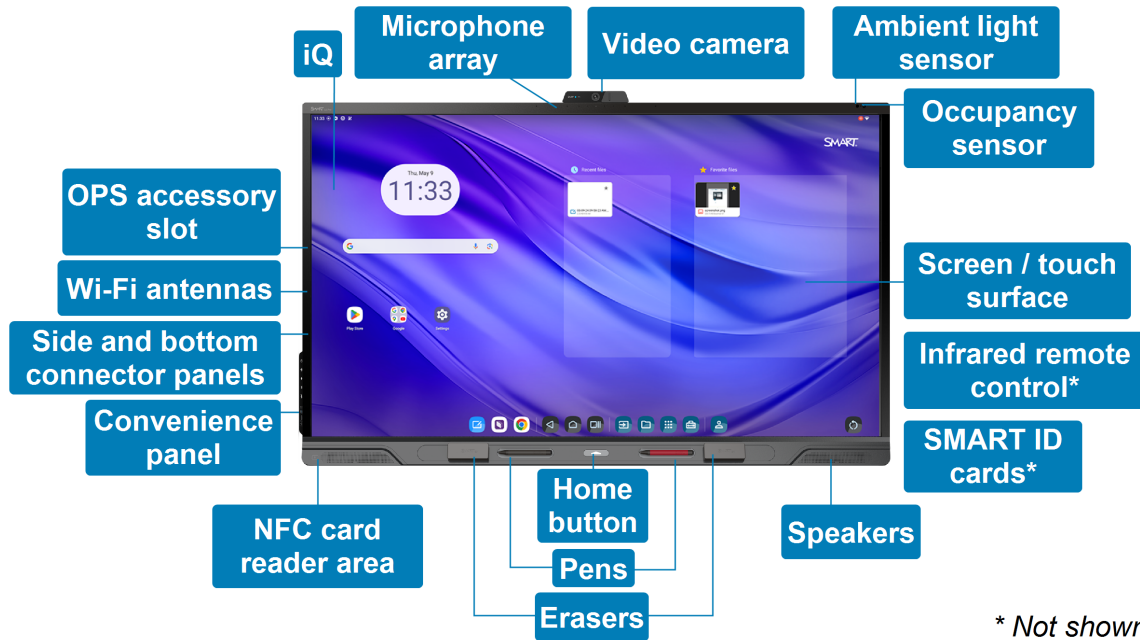 Microphone
array
Video camera
Ambient light
sensor
iQ
Occupancy
sensor
SMART
11:33
SMART
Thu, May 9
11:33
Recent files
Favorite files
OPS accessory
slot
G
Wi-Fi antennas
Screen / touch
surface
Play Store
Google
Settings
Side and bottom
connector panels
Infrared remote
control*
Convenience
panel
SMART ID
cards*
Home
button
NFC card
reader area
Speakers
Pens
Erasers
* Not shown